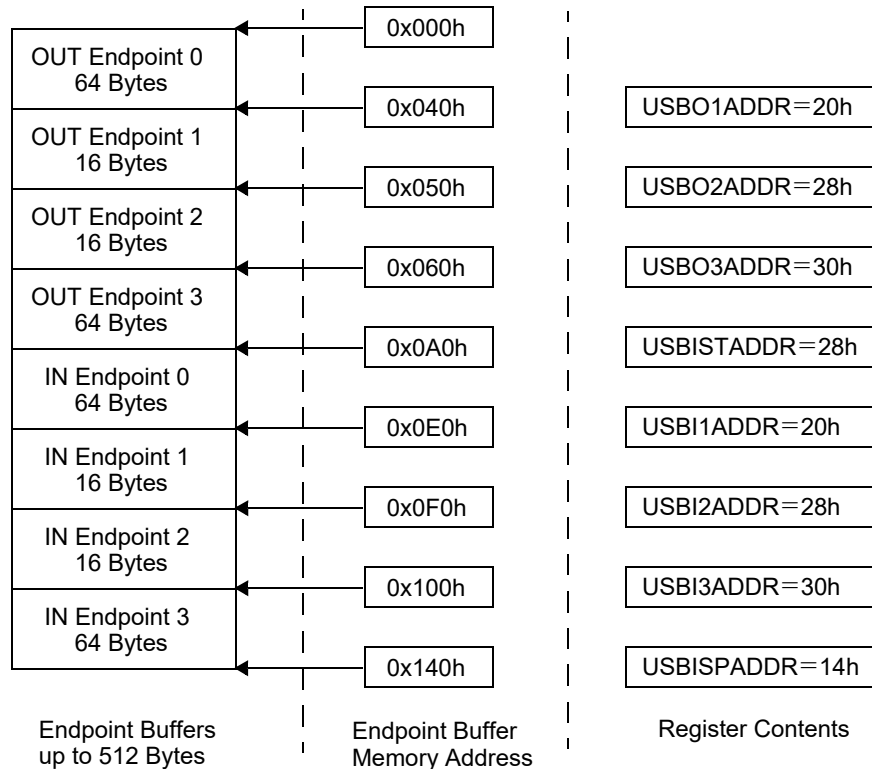 0x000h
OUT Endpoint 0
64 Bytes
0x040h
USBO1ADDR=20h
OUT Endpoint 1
16 Bytes
0x050h
USBO2ADDR=28h
OUT Endpoint 2
16 Bytes
0x060h
USBO3ADDR=30h
OUT Endpoint 3
64 Bytes
0x0A0h
USBISTADDR=28h
IN Endpoint 0
64 Bytes
0x0E0h
USBI1ADDR=20h
IN Endpoint 1
16 Bytes
0x0F0h
USBI2ADDR=28h
IN Endpoint 2
16 Bytes
0x100h
USBI3ADDR=30h
IN Endpoint 3
64 Bytes
0x140h
USBISPADDR=14h
Endpoint Buffers
up to 512 Bytes
Endpoint Buffer
Memory Address
Register Contents